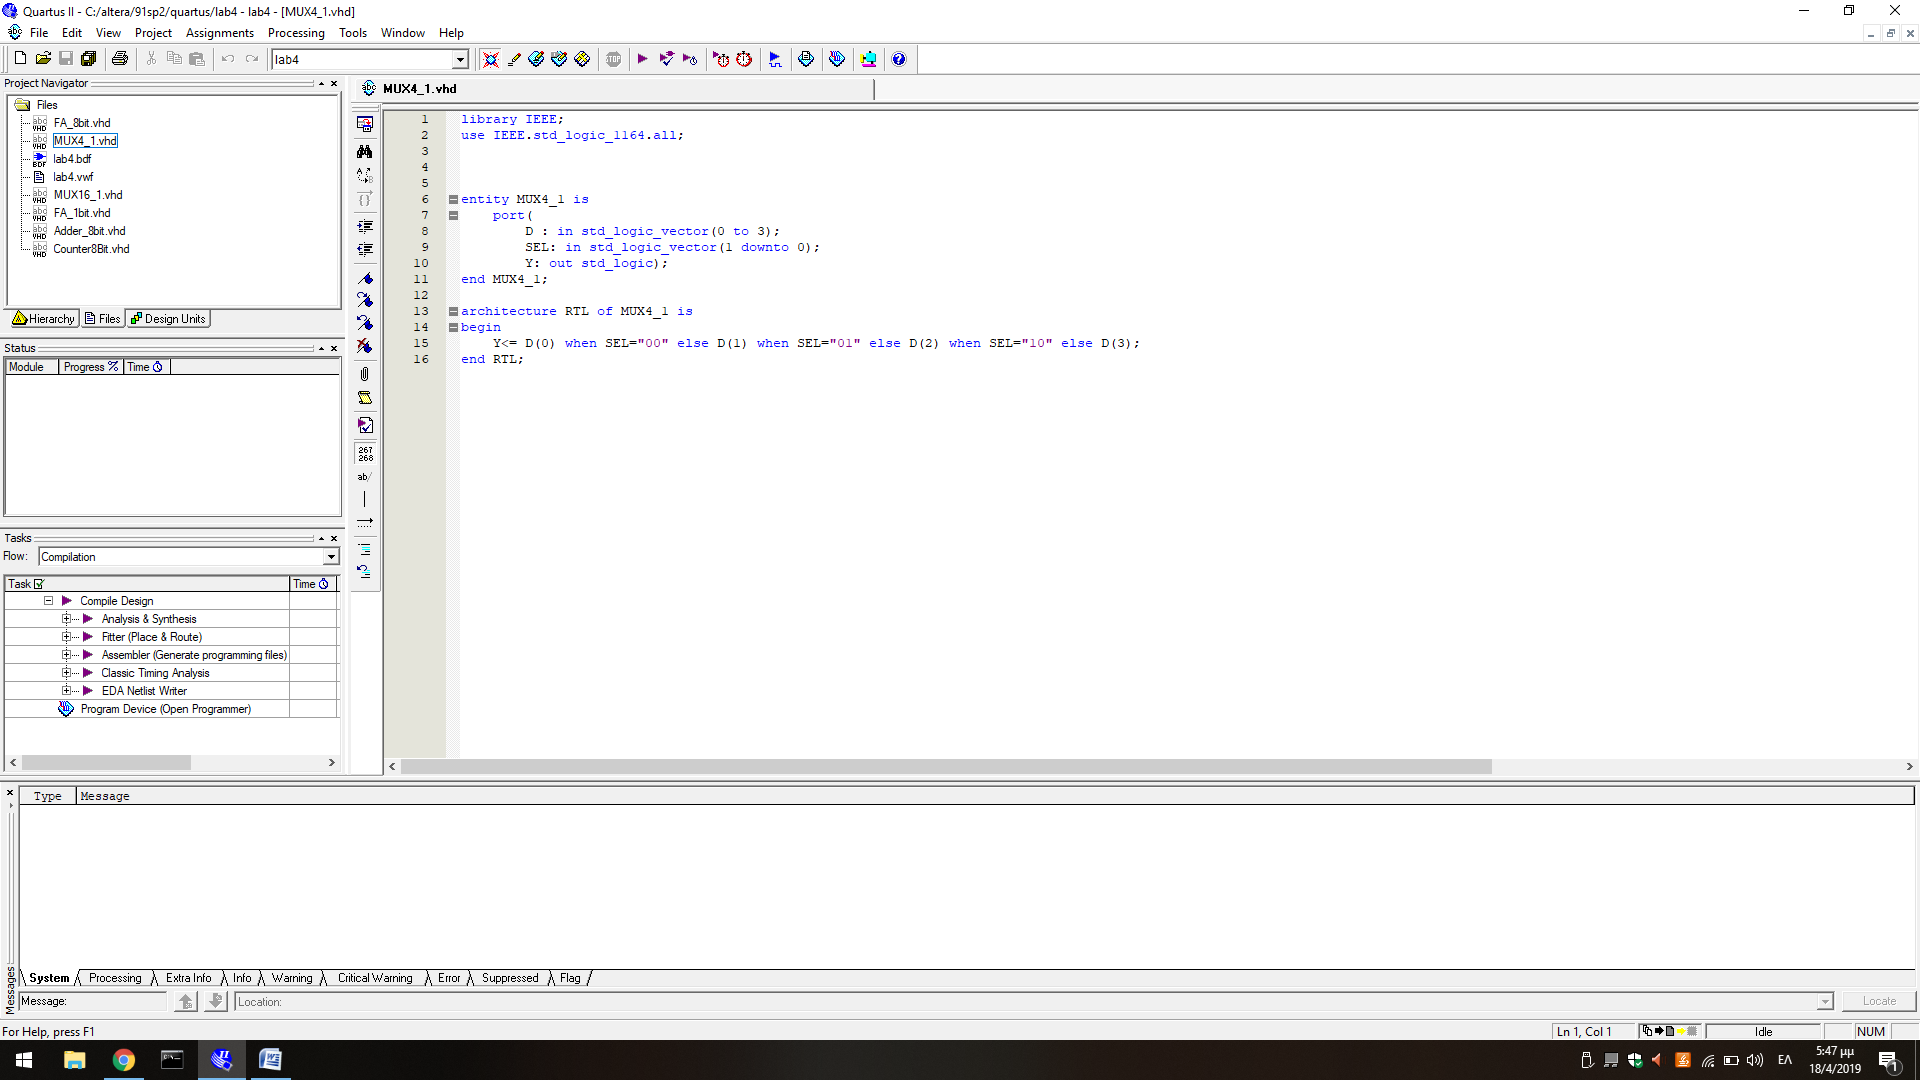 Quartus II - C:/altera/91sp2/quartus/lab4 - lab4 - [MUX4_1.vhd]
File Edit View Project Assignments Processing Tools Window Help
lab4
Project Navigator
Files
FA_8bit.vhd
MUX4_1.vhd
lab4.bdf
lab4.vwf
MUX16_1.vhd
FA_1bit.vhd
Adder_8bit.vhd
Counter8Bit.vhd
Hierarchy Files Design Units
Status
Module Progress % Time
Tasks
Flow: Compilation
Task Time
Compile Design
Analysis & Synthesis
Fitter (Place & Route)
Assembler (Generate programming files)
Classic Timing Analysis
EDA Netlist Writer
Program Device (Open Programmer)
MUX4_1.vhd
1 library IEEE;
2 use IEEE.std_logic_1164.all;
3
4
5
6 entity MUX4_1 is
7 port(
8 D : in std_logic_vector(0 to 3);
9 SEL: in std_logic_vector(1 downto 0);
10 Y: out std_logic);
11 end MUX4_1;
12
13 architecture RTL of MUX4_1 is
14 begin
15 Y<= D(0) when SEL="00" else D(1) when SEL="01" else D(2) when SEL="10" else D(3);
16 end RTL;
267
268
ab/
Type Message
System Processing Extra Info Info Warning Critical Warning Error Suppressed Flag
Messages
Message: Location: Locate
For Help, press F1
Ln 1, Col 1 Idle NUM
ΕΛ
5:47 μμ
18/4/2019
1